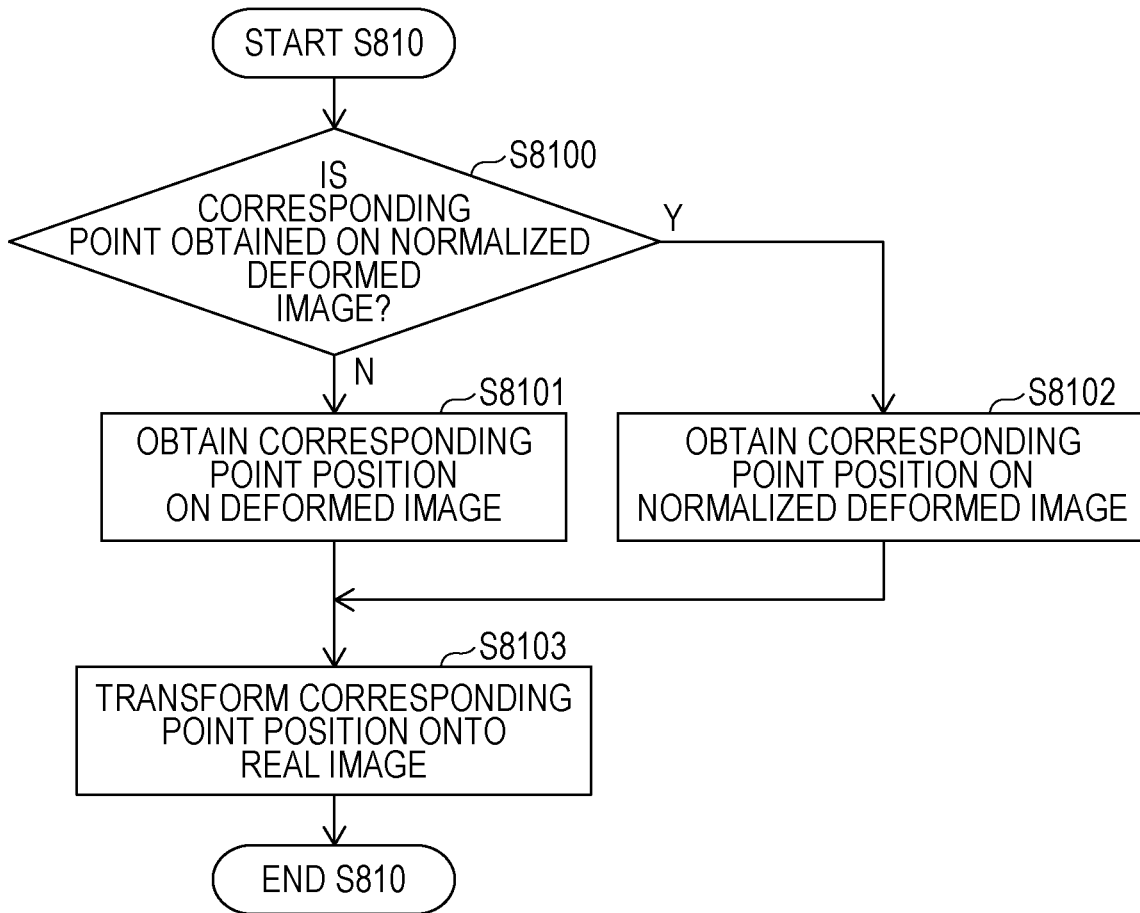 START S810
S8100
IS
CORRESPONDING
POINT OBTAINED ON NORMALIZED
DEFORMED
IMAGE?
Y
N
S8101
OBTAIN CORRESPONDING
POINT POSITION
ON DEFORMED IMAGE
S8102
OBTAIN CORRESPONDING
POINT POSITION ON
NORMALIZED DEFORMED IMAGE
S8103
TRANSFORM CORRESPONDING
POINT POSITION ONTO
REAL IMAGE
END S810